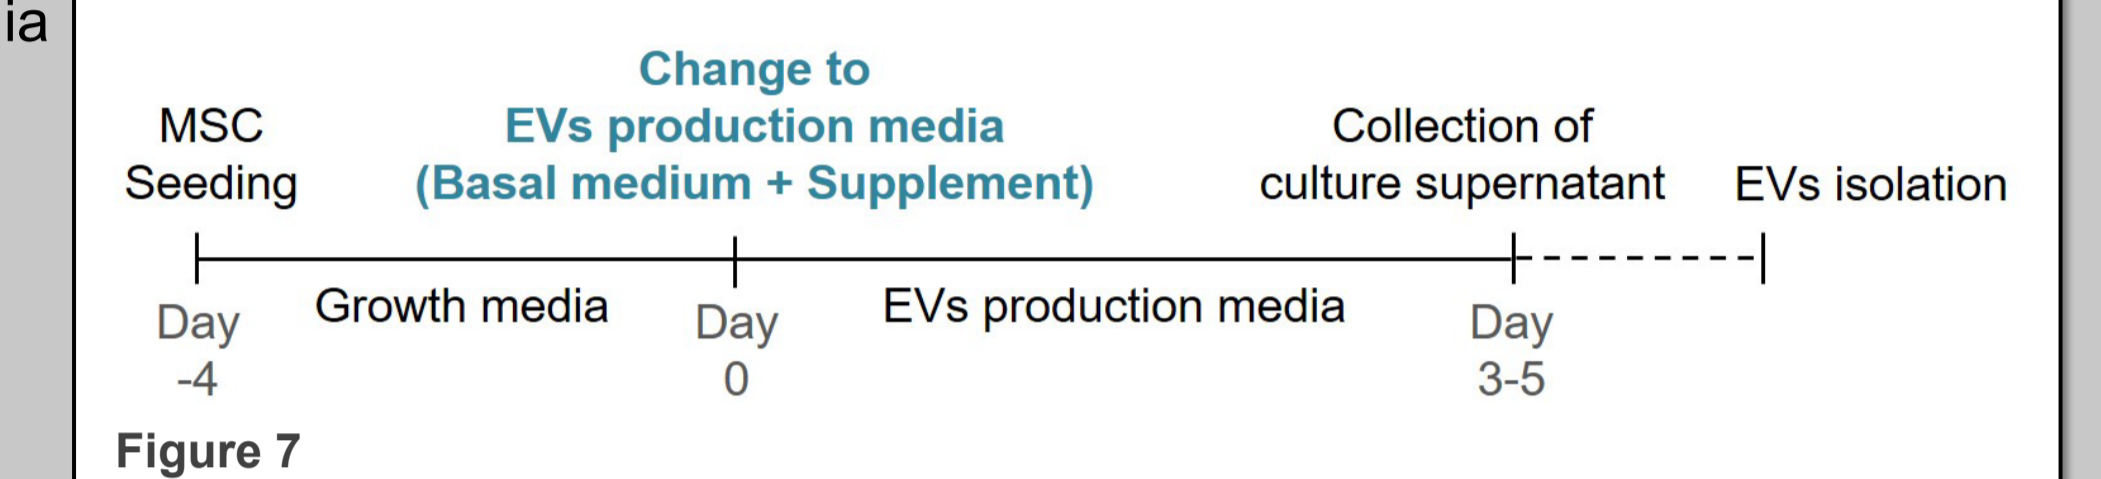 ia
MSC
Seeding
Change to
EVs production media
(Basal medium + Supplement)
Collection of
culture supernatant
EVs isolation
Growth media
EVs production media
Day
-4
Day
0
Day
3-5
Figure 7